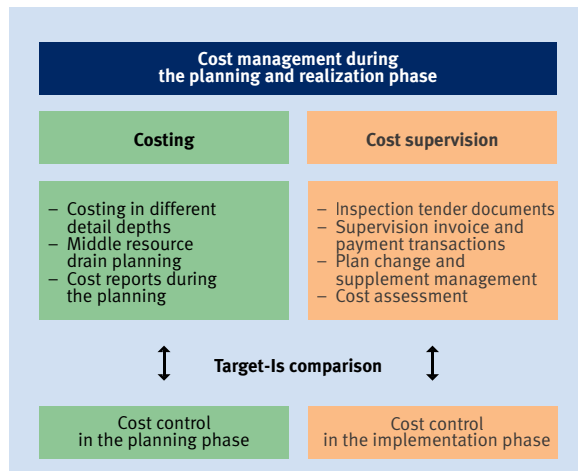 Cost management during
the planning and realization phase
Costing
Cost supervision
– Costing in different
detail depths
– Middle resource
drain planning
– Cost reports during
the planning
– Inspection tender documents
– Supervision invoice and
payment transactions
– Plan change and
supplement management
– Cost assessment
Target-Is comparison
Cost control
in the planning phase
Cost control
in the implementation phase